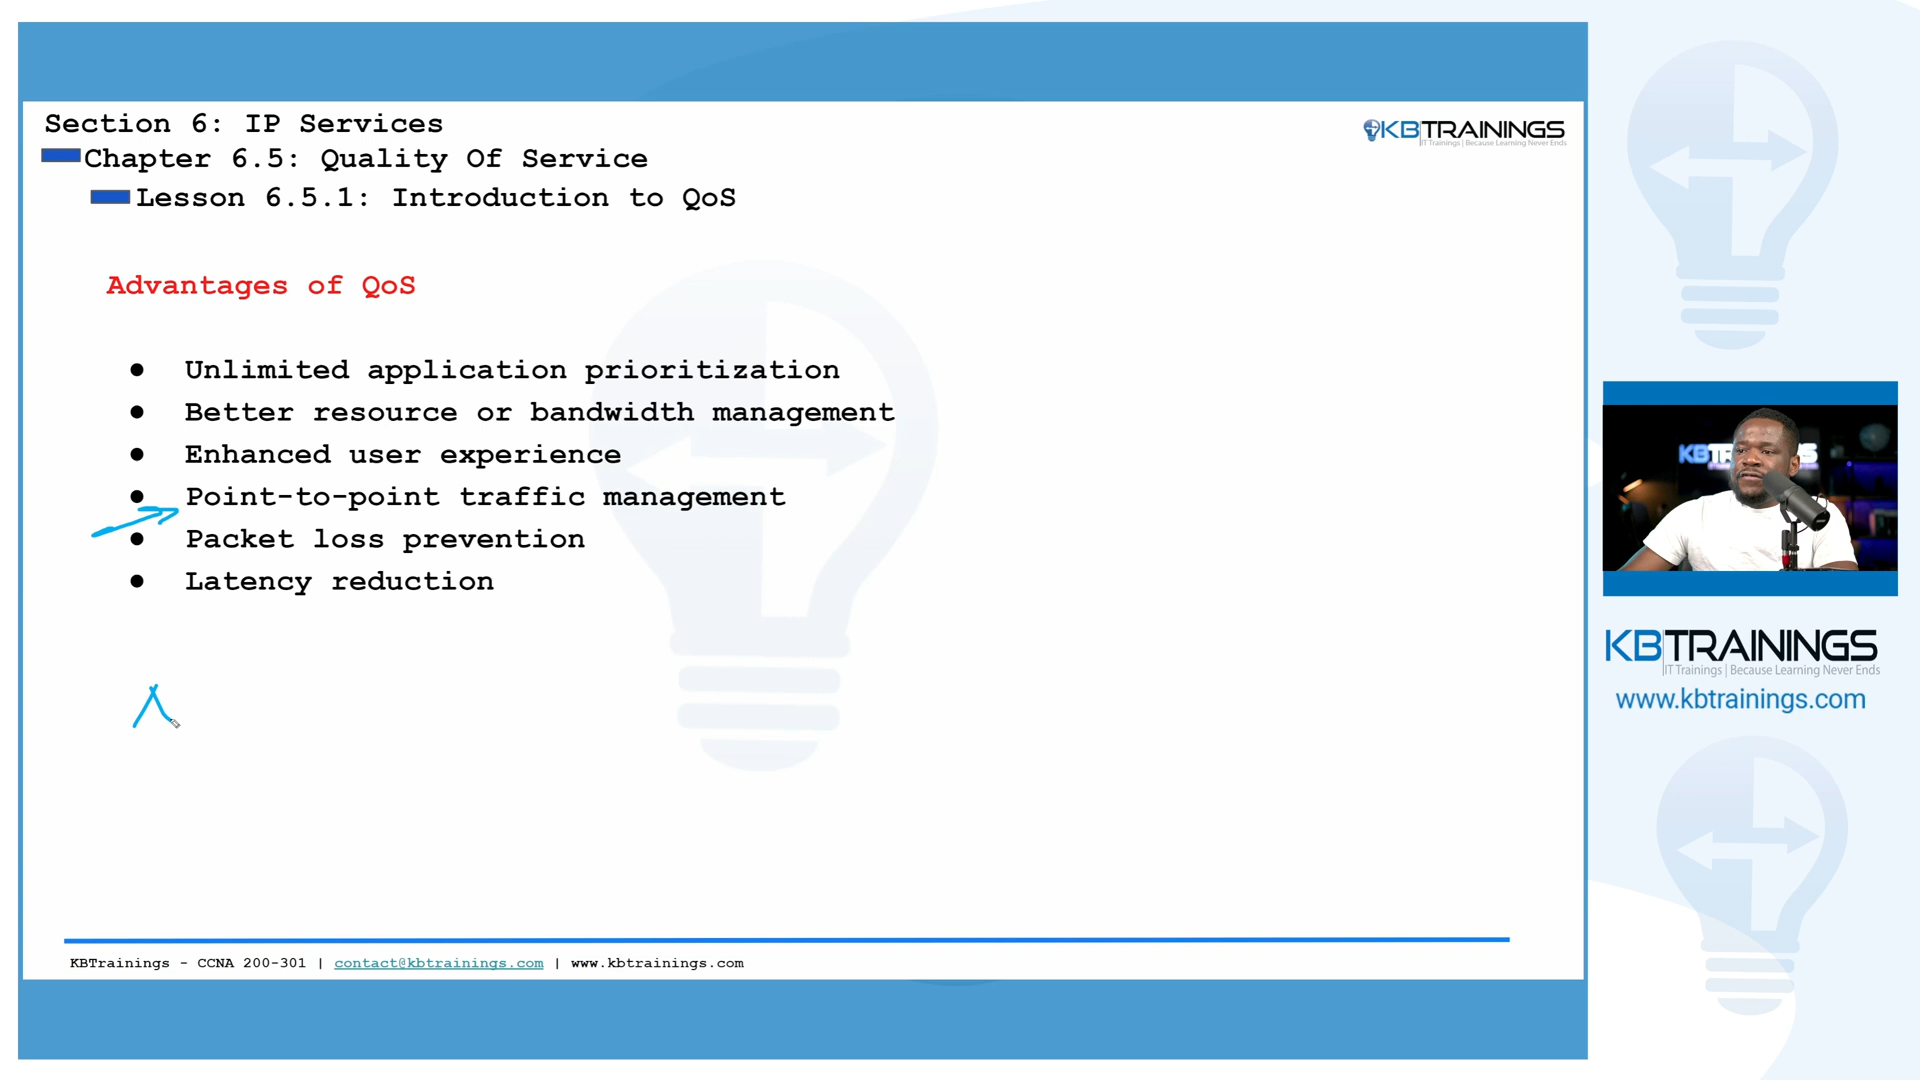 Section 6: IP Services
Chapter 6.5: Quality Of Service
Lesson 6.5.1: Introduction to QoS
KBTRAININGS
IT Trainings | Because Learning Never Ends
Advantages of QoS
● Unlimited application prioritization
● Better resource or bandwidth management
● Enhanced user experience
● Point-to-point traffic management
● Packet loss prevention
● Latency reduction
KBTrainings - CCNA 200-301 | contact@kbtrainings.com | www.kbtrainings.com
KBTRAININGS
IT Trainings | Because Learning Never Ends
www.kbtrainings.com